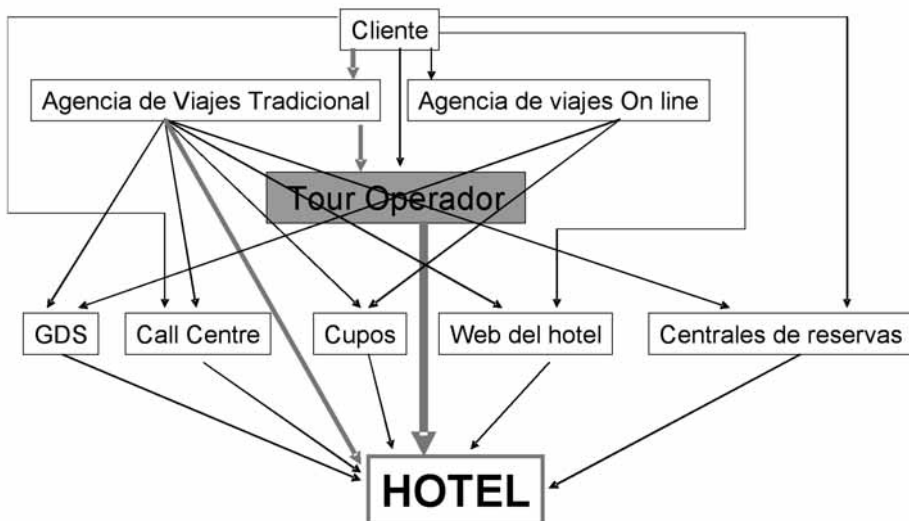 Cliente
Agencia de Viajes Tradicional
Agencia de viajes On line
Tour Operador
GDS
Call Centre
Cupos
Web del hotel
Centrales de reservas
HOTEL